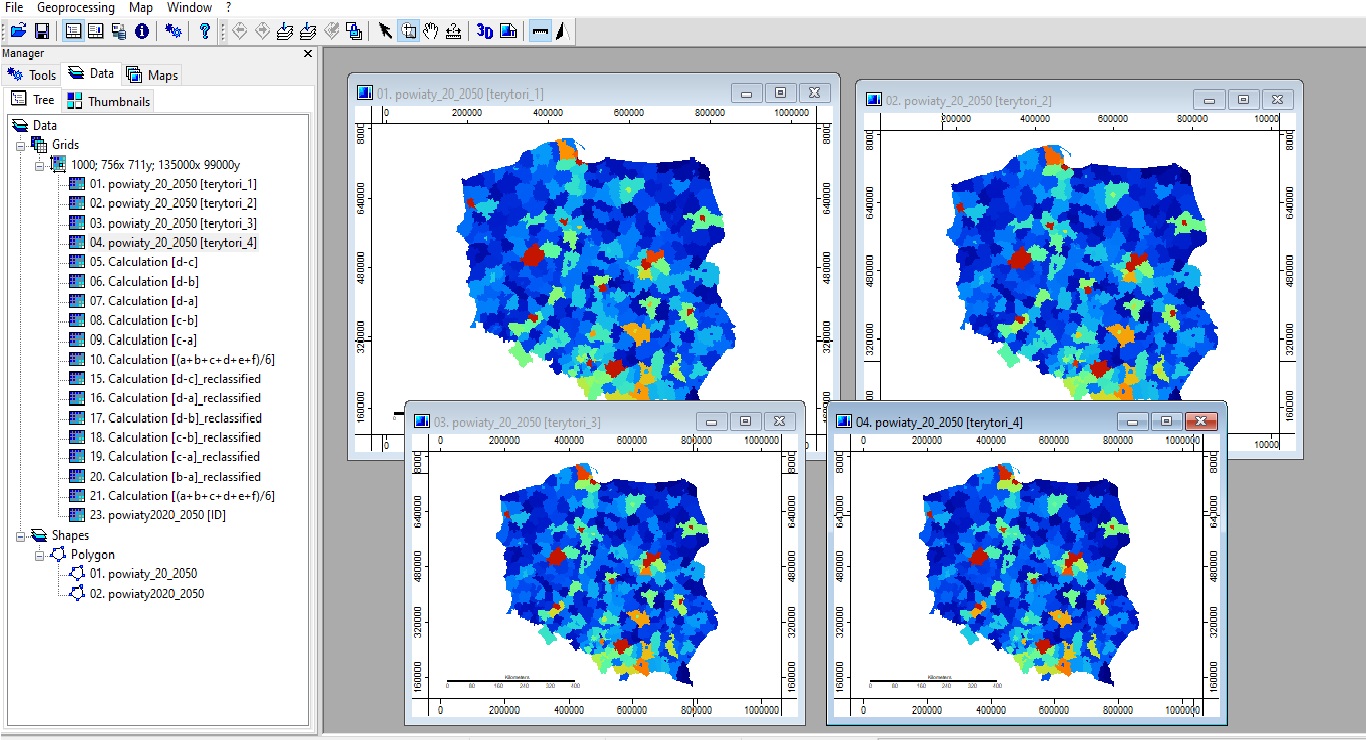 File Geoprocessing Map Window ?
3D
Manager
Tools Data Maps
Tree Thumbnails
Data
Grids
1000; 756x 711y; 135000x 99000y
01. powiaty_20_2050 [terytori_1]
02. powiaty_20_2050 [terytori_2]
03. powiaty_20_2050 [terytori_3]
04. powiaty_20_2050 [terytori_4]
05. Calculation [d-c]
06. Calculation [d-b]
07. Calculation [d-a]
08. Calculation [c-b]
09. Calculation [c-a]
10. Calculation [(a+b+c+d+e+f)/6]
15. Calculation [d-c]_reclassified
16. Calculation [d-a]_reclassified
17. Calculation [d-b]_reclassified
18. Calculation [c-b]_reclassified
19. Calculation [c-a]_reclassified
20. Calculation [b-a]_reclassified
21. Calculation [(a+b+c+d+e+f)/6]
23. powiaty2020_2050 [ID]
Shapes
Polygon
01. powiaty_20_2050
02. powiaty2020_2050
01. powiaty_20_2050 [terytori_1]
0 200000 400000 600000 800000 1000000
8000
640000
480000
320000
160000
0
02. powiaty_20_2050 [terytori_2]
200000 400000 600000 800000 10000
8000
640000
480000
320000
160000
10000
03. powiaty_20_2050 [terytori_3]
0 200000 400000 600000 800000 1000000
8000
640000
480000
320000
160000
Kilometers
0 80 160 240 320 400
0 200000 400000 600000 800000 1000000
04. powiaty_20_2050 [terytori_4]
0 200000 400000 600000 800000 1000000
8000
640000
480000
320000
160000
Kilometers
0 80 160 240 320 400
0 200000 400000 600000 800000 1000000